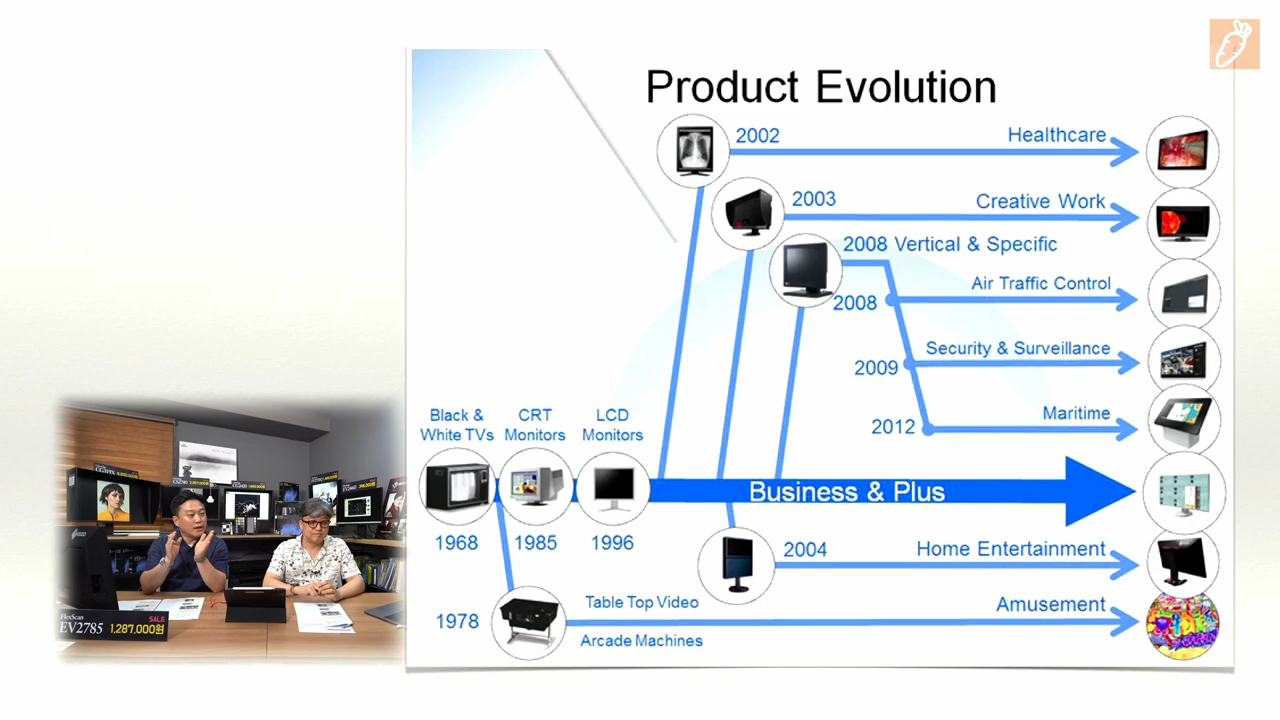 Product Evolution
2002
Healthcare
2003
Creative Work
2008 Vertical & Specific
2008
Air Traffic Control
2009
Security & Surveillance
2012
Maritime
Black &
White TVs
CRT
Monitors
LCD
Monitors
Business & Plus
1968
1985
1996
2004
Home Entertainment
1978
Table Top Video
Arcade Machines
Amusement
FlexScan
EV2785
SALE
1,287,000원